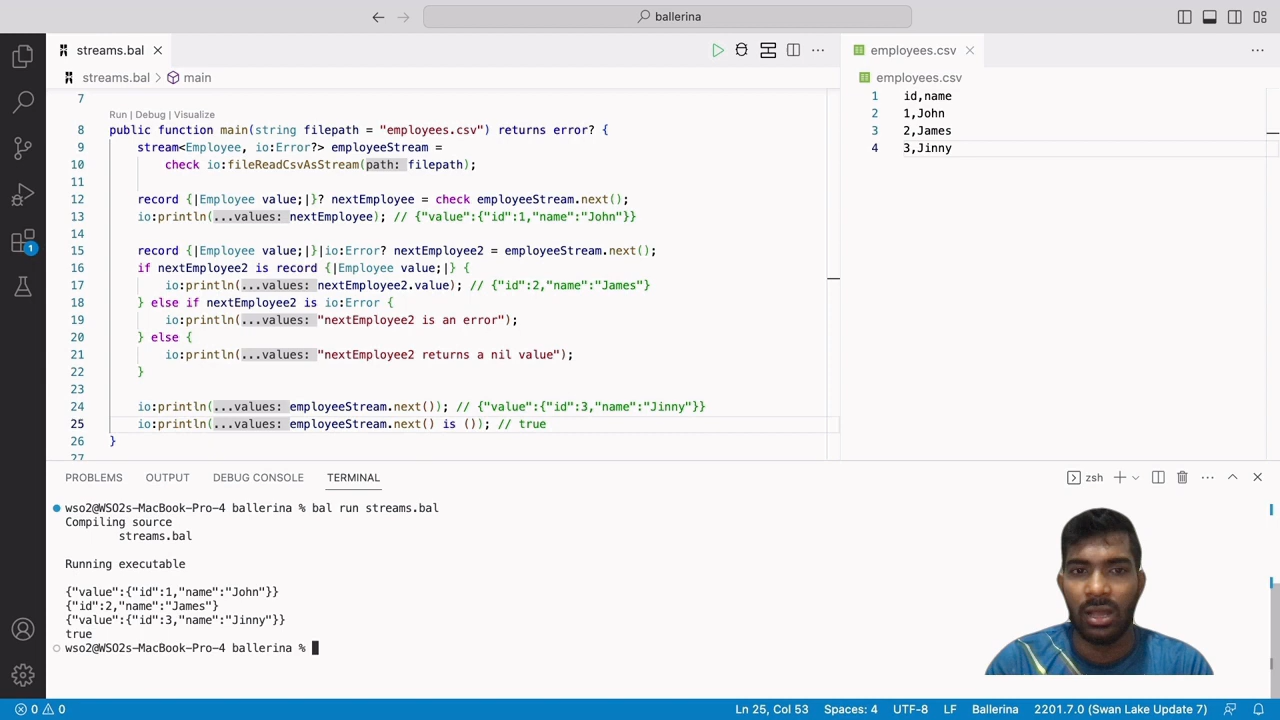 ballerina
streams.bal
employees.csv
streams.bal > main
employees.csv
7
Run | Debug | Visualize
8 public function main(string filepath = "employees.csv") returns error? {
9 stream<Employee, io:Error?> employeeStream =
10 check io:fileReadCsvAsStream(path: filepath);
11
12 record {|Employee value;|}? nextEmployee = check employeeStream.next();
13 io:println(...values: nextEmployee); // {"value":{"id":1,"name":"John"}}
14
15 record {|Employee value;|}|io:Error? nextEmployee2 = employeeStream.next();
16 if nextEmployee2 is record {|Employee value;|} {
17 io:println(...values: nextEmployee2.value); // {"id":2,"name":"James"}
18 } else if nextEmployee2 is io:Error {
19 io:println(...values: "nextEmployee2 is an error");
20 } else {
21 io:println(...values: "nextEmployee2 returns a nil value");
22 }
23
24 io:println(...values: employeeStream.next()); // {"value":{"id":3,"name":"Jinny"}}
25 io:println(...values: employeeStream.next() is ()); // true
26 }
27
1 id,name
2 1,John
3 2,James
4 3,Jinny
1
PROBLEMS OUTPUT DEBUG CONSOLE TERMINAL
zsh
wso2@WSO2s-MacBook-Pro-4 ballerina % bal run streams.bal
Compiling source
streams.bal
Running executable
{"value":{"id":1,"name":"John"}}
{"id":2,"name":"James"}
{"value":{"id":3,"name":"Jinny"}}
true
wso2@WSO2s-MacBook-Pro-4 ballerina %
0 0 Ln 25, Col 53 Spaces: 4 UTF-8 LF Ballerina 2201.7.0 (Swan Lake Update 7)